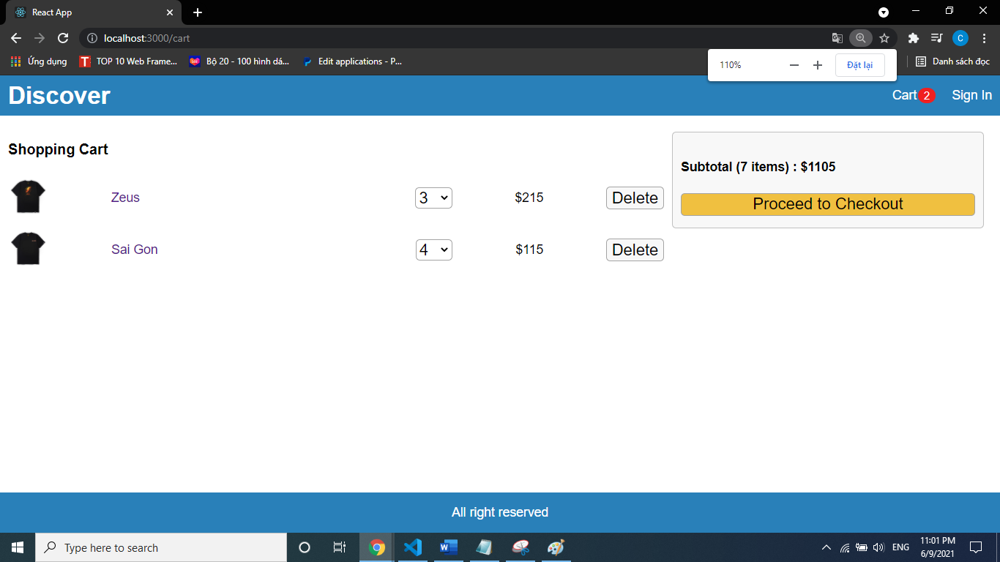 React App
localhost:3000/cart
Ứng dụng
T TOP 10 Web Frame...
Bộ 20 - 100 hình dá...
Edit applications - P...
Danh sách đọc
C
110%
Đặt lại
Discover
Cart 2
Sign In
Shopping Cart
Zeus 3 $215 Delete
Sai Gon 4 $115 Delete
Subtotal (7 items) : $1105
Proceed to Checkout
All right reserved
Type here to search
ENG
11:01 PM
6/9/2021